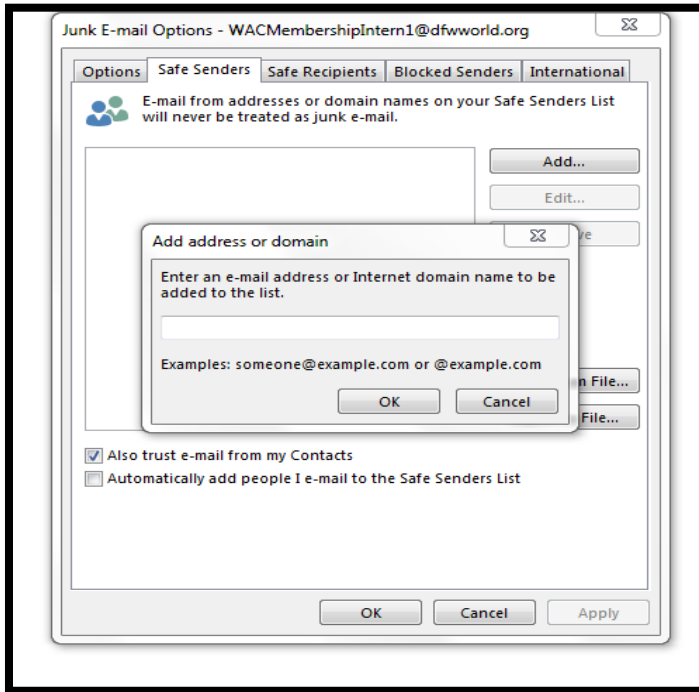 Junk E-mail Options - WACMembershipIntern1@dfwworld.org
Options Safe Senders Safe Recipients Blocked Senders International
E-mail from addresses or domain names on your Safe Senders List
will never be treated as junk e-mail.
Add...
Edit...
Add address or domain
Enter an e-mail address or Internet domain name to be
added to the list.
Examples: someone@example.com or @example.com
OK Cancel
File...
File...
Also trust e-mail from my Contacts
Automatically add people I e-mail to the Safe Senders List
OK Cancel Apply